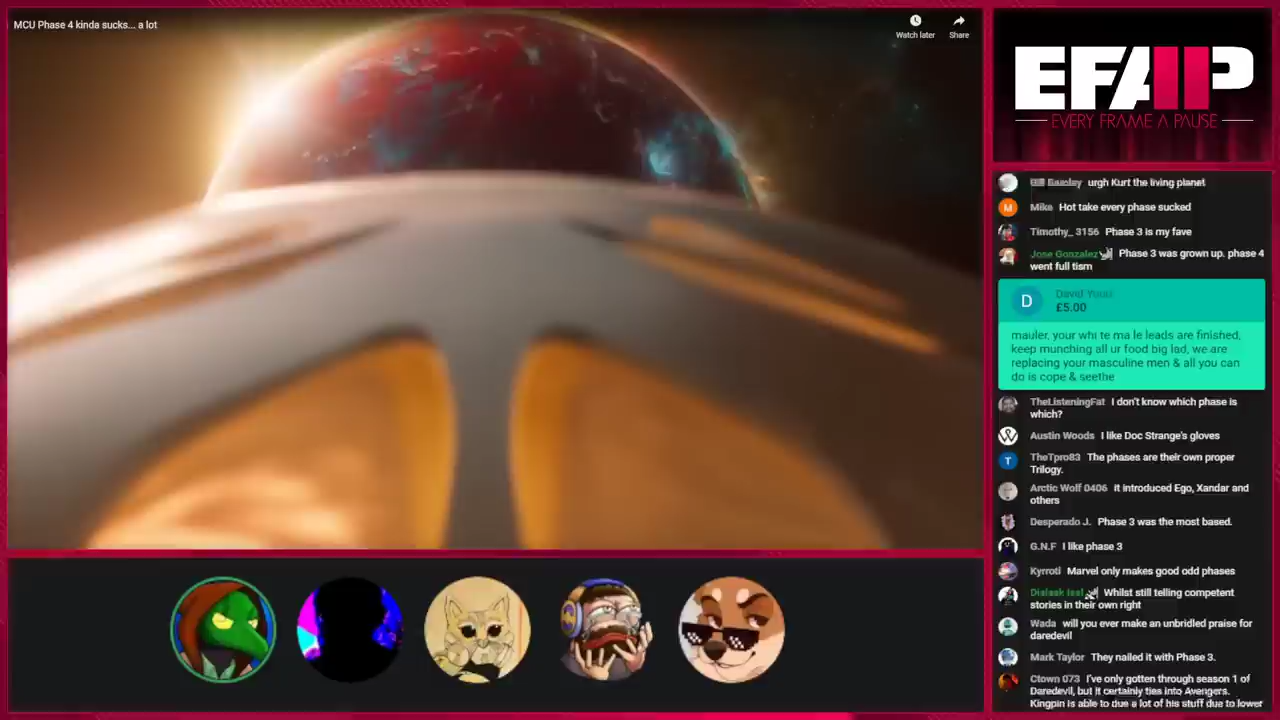 MCU Phase 4 kinda sucks... a lot
Watch later
Share
EFAP
EVERY FRAME A PAUSE
urgh Kurt the living planet
Mike Hot take every phase sucked
Timothy_ 3156 Phase 3 is my fave
Jose Gonzalez Phase 3 was grown up. phase 4
went full tism
D
£5.00
mauler, your whi te ma le leads are finished,
keep munching all ur food big lad, we are
replacing your masculine men & all you can
do is cope & seethe
TheListeningFat I don't know which phase is
which?
Austin Woods I like Doc Strange's gloves
T
TheTpro83 The phases are their own proper
Trilogy.
Arctic Wolf 0406 it introduced Ego, Xandar and
others
Desperado J. Phase 3 was the most based.
G.N.F I like phase 3
Kyrroti Marvel only makes good odd phases
Whilst still telling competent
stories in their own right
Wada will you ever make an unbridled praise for
daredevil
Mark Taylor They nailed it with Phase 3.
Ctown 073 I've only gotten through season 1 of
Daredevil, but it certainly ties into Avengers.
Kingpin is able to due a lot of his stuff due to lower